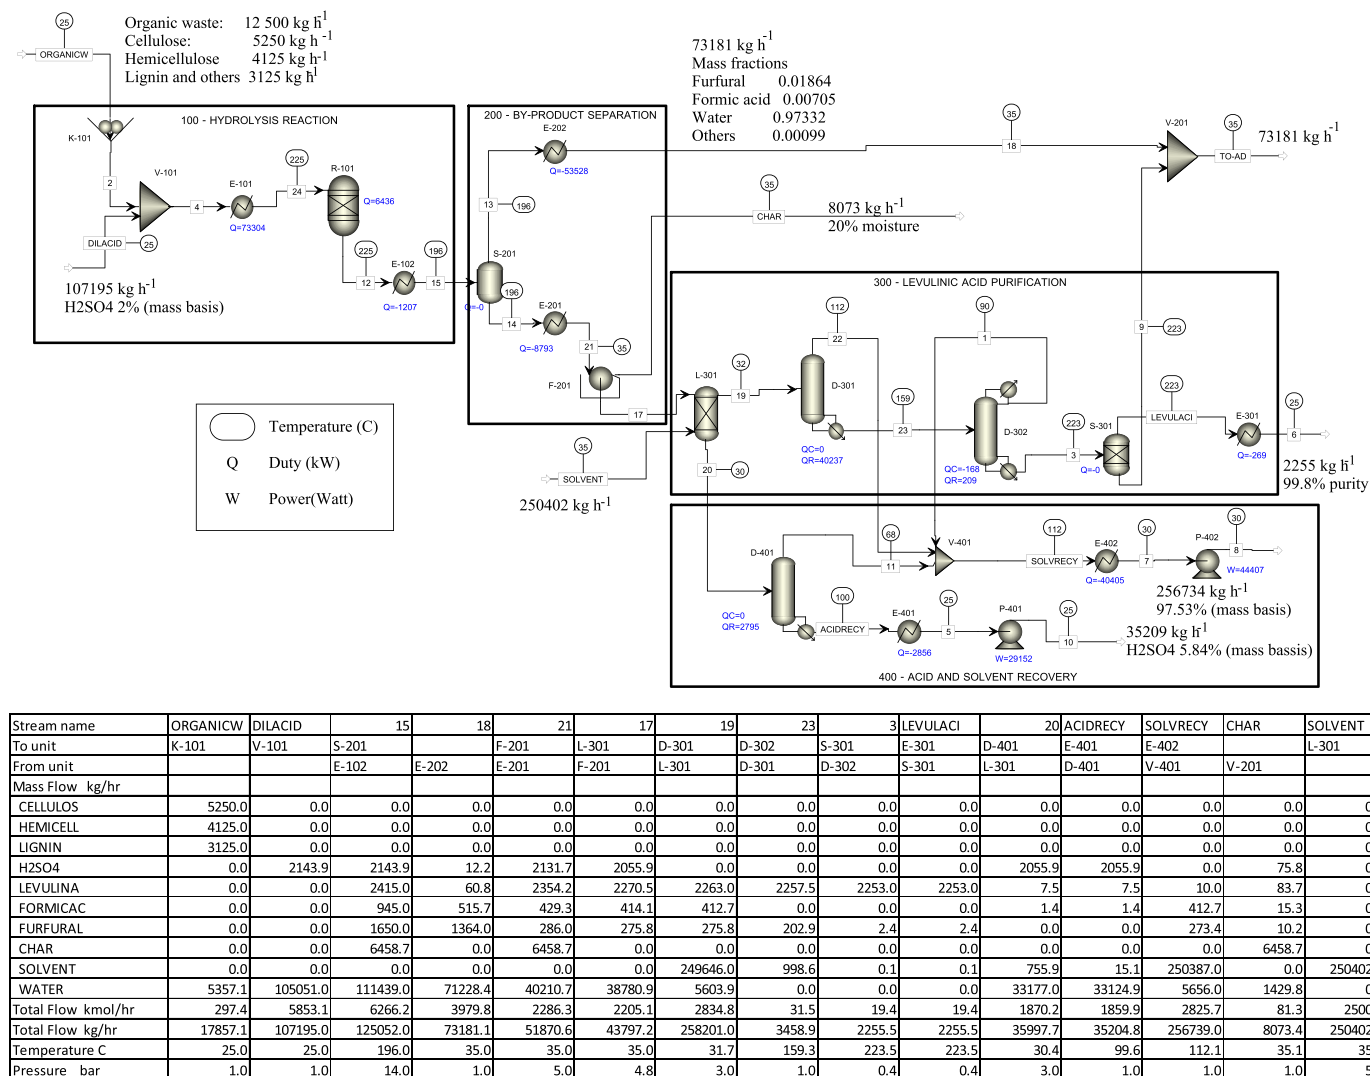 25
ORGANICW
Organic waste: 12 500 kg h-1
Cellulose: 5250 kg h -1
Hemicellulose 4125 kg h-1
Lignin and others 3125 kg h-1
73181 kg h-1
Mass fractions
Furfural 0.01864
Formic acid 0.00705
Water 0.97332
Others 0.00099
100 - HYDROLYSIS REACTION
K-101
2
V-101
4
E-101
Q=73304
225
24
R-101
Q=6436
DILACID
25
107195 kg h-1
H2SO4 2% (mass basis)
225
12
E-102
Q=-1207
196
15
200 - BY-PRODUCT SEPARATION
E-202
Q=-53528
13
196
S-201
Q=-0
196
14
E-201
Q=-8793
21
35
F-201
17
35
18
V-201
35
TO-AD
73181 kg h-1
35
CHAR
8073 kg h-1
20% moisture
Temperature (C)
Q Duty (kW)
W Power(Watt)
35
SOLVENT
250402 kg h-1
300 - LEVULINIC ACID PURIFICATION
L-301
32
19
20
30
112
22
D-301
QC=0
QR=40237
159
23
90
1
D-302
QC=-168
QR=209
223
3
S-301
Q=-0
9
223
223
LEVULACI
E-301
Q=-269
25
6
2255 kg h-1
99.8% purity
D-401
QC=0
QR=2795
68
11
V-401
112
SOLVRECY
E-402
Q=-40405
30
7
P-402
W=44407
30
8
256734 kg h-1
97.53% (mass basis)
100
ACIDRECY
E-401
Q=-2856
25
5
P-401
W=29152
25
10
35209 kg h-1
H2SO4 5.84% (mass bassis)
400 - ACID AND SOLVENT RECOVERY
Stream name ORGANICW DILACID 15 18 21 17 19 23 3 LEVULACI 20 ACIDRECY SOLVRECY CHAR SOLVENT
To unit K-101 V-101 S-201 F-201 L-301 D-301 D-302 S-301 E-301 D-401 E-401 E-402 L-301
From unit E-102 E-202 E-201 F-201 L-301 D-301 D-302 S-301 L-301 D-401 V-401 V-201
Mass Flow kg/hr
CELLULOS 5250.0 0.0 0.0 0.0 0.0 0.0 0.0 0.0 0.0 0.0 0.0 0.0 0.0 0.0 0
HEMICELL 4125.0 0.0 0.0 0.0 0.0 0.0 0.0 0.0 0.0 0.0 0.0 0.0 0.0 0.0 0
LIGNIN 3125.0 0.0 0.0 0.0 0.0 0.0 0.0 0.0 0.0 0.0 0.0 0.0 0.0 0.0 0
H2SO4 0.0 2143.9 2143.9 12.2 2131.7 2055.9 0.0 0.0 0.0 0.0 2055.9 2055.9 0.0 75.8 0
LEVULINA 0.0 0.0 2415.0 60.8 2354.2 2270.5 2263.0 2257.5 2253.0 2253.0 7.5 7.5 10.0 83.7 0
FORMICAC 0.0 0.0 945.0 515.7 429.3 414.1 412.7 0.0 0.0 0.0 1.4 1.4 412.7 15.3 0
FURFURAL 0.0 0.0 1650.0 1364.0 286.0 275.8 275.8 202.9 2.4 2.4 0.0 0.0 273.4 10.2 0
CHAR 0.0 0.0 6458.7 0.0 6458.7 0.0 0.0 0.0 0.0 0.0 0.0 0.0 0.0 6458.7 0
SOLVENT 0.0 0.0 0.0 0.0 0.0 0.0 249646.0 998.6 0.1 0.1 755.9 15.1 250387.0 0.0 250402
WATER 5357.1 105051.0 111439.0 71228.4 40210.7 38780.9 5603.9 0.0 0.0 0.0 33177.0 33124.9 5656.0 1429.8 0
Total Flow kmol/hr 297.4 5853.1 6266.2 3979.8 2286.3 2205.1 2834.8 31.5 19.4 19.4 1870.2 1859.9 2825.7 81.3 2500
Total Flow kg/hr 17857.1 107195.0 125052.0 73181.1 51870.6 43797.2 258201.0 3458.9 2255.5 2255.5 35997.7 35204.8 256739.0 8073.4 250402
Temperature C 25.0 25.0 196.0 35.0 35.0 35.0 31.7 159.3 223.5 223.5 30.4 99.6 112.1 35.1 35
Pressure bar 1.0 1.0 14.0 1.0 5.0 4.8 3.0 1.0 0.4 0.4 3.0 1.0 1.0 1.0 5